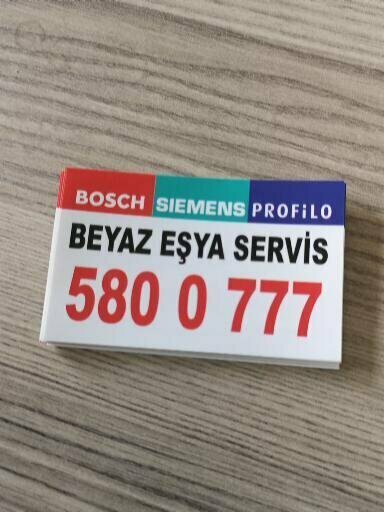 BOSCH SIEMENS PROFiLO
BEYAZ EŞYA SERVİS
580 0 777